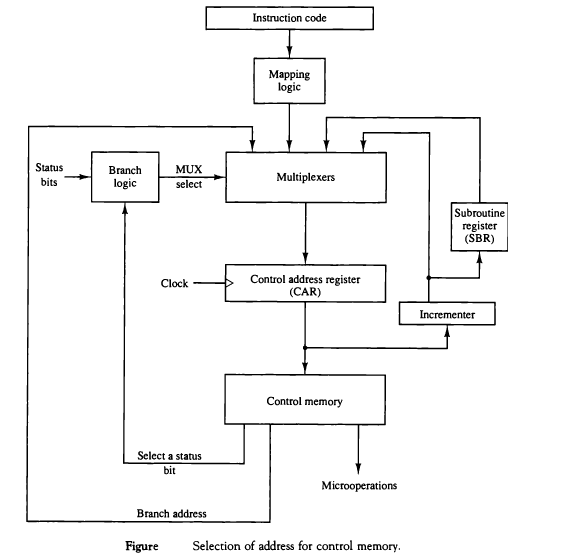 Instruction code
Mapping
logic
Status
bits
Branch
logic
MUX
select
Multiplexers
Subroutine
register
(SBR)
Clock
Control address register
(CAR)
Incrementer
Control memory
Select a status
bit
Microoperations
Branch address
Figure Selection of address for control memory.